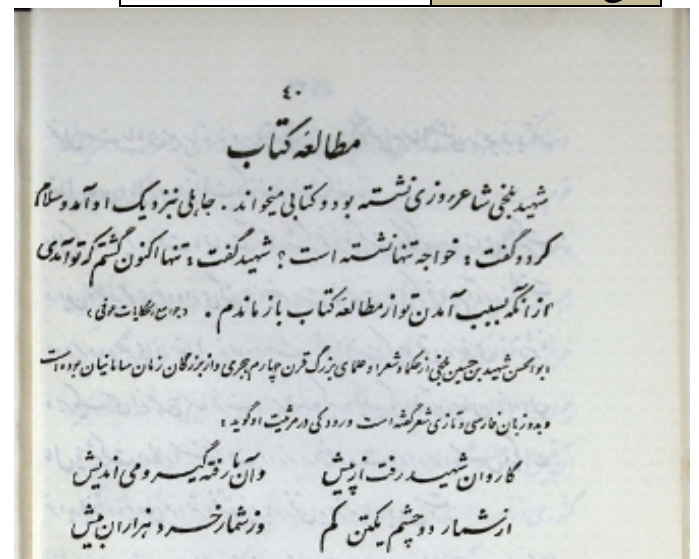 ۴۰
مطالعه کتاب
شهید بلخی شاعر روزی نشسته بود و کتابی میخواند . جاهلی نزدیک او آمد و سلام
کرد و گفت : خواجه تنها نشسته است ؟ شهید گفت : تنها اکنون گشتم که تو آمدی
از آنکه بسبب آمدن تو از مطالعه کتاب باز ماندم . « جوامع الحکایات عوفی »
ابوالحسن شهید بن حسین بلخی از حکما و شعرا و علمای بزرگ قرن چهارم هجری و از بزرگان زمان سامانیان بوده است
و بدو زبان فارسی و تازی شعر گفته است و رودکی در مرثیت او گوید :
کاروان شهید رفت از پیش وآن ما رفته گیر و می اندیش
از شمار دو چشم یکتن کم وز شمار خرد هزاران بیش